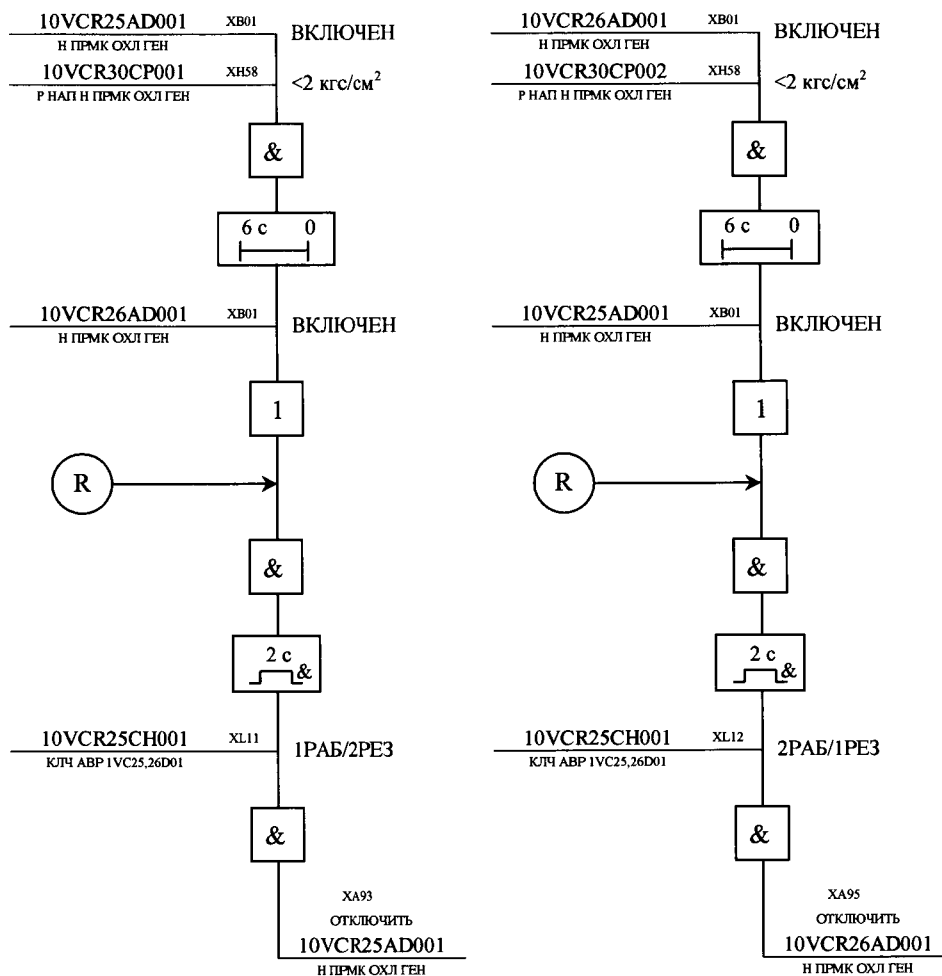 10VCR25AD001 XB01 ВКЛЮЧЕН
Н ПРМК ОХЛ ГЕН
10VCR30CP001 XH58 <2 кгс/см²
Р НАП Н ПРМК ОХЛ ГЕН
&
6 с 0
10VCR26AD001 XB01 ВКЛЮЧЕН
Н ПРМК ОХЛ ГЕН
1
R
&
2 с
&
10VCR25CH001 XL11 1РАБ/2РЕЗ
КЛЧ АВР 1VC25,26D01
&
XA93
ОТКЛЮЧИТЬ
10VCR25AD001
Н ПРМК ОХЛ ГЕН
10VCR26AD001 XB01 ВКЛЮЧЕН
Н ПРМК ОХЛ ГЕН
10VCR30CP002 XH58 <2 кгс/см²
Р НАП Н ПРМК ОХЛ ГЕН
&
6 с 0
10VCR25AD001 XB01 ВКЛЮЧЕН
Н ПРМК ОХЛ ГЕН
1
R
&
2 с
&
10VCR25CH001 XL12 2РАБ/1РЕЗ
КЛЧ АВР 1VC25,26D01
&
XA95
ОТКЛЮЧИТЬ
10VCR26AD001
Н ПРМК ОХЛ ГЕН